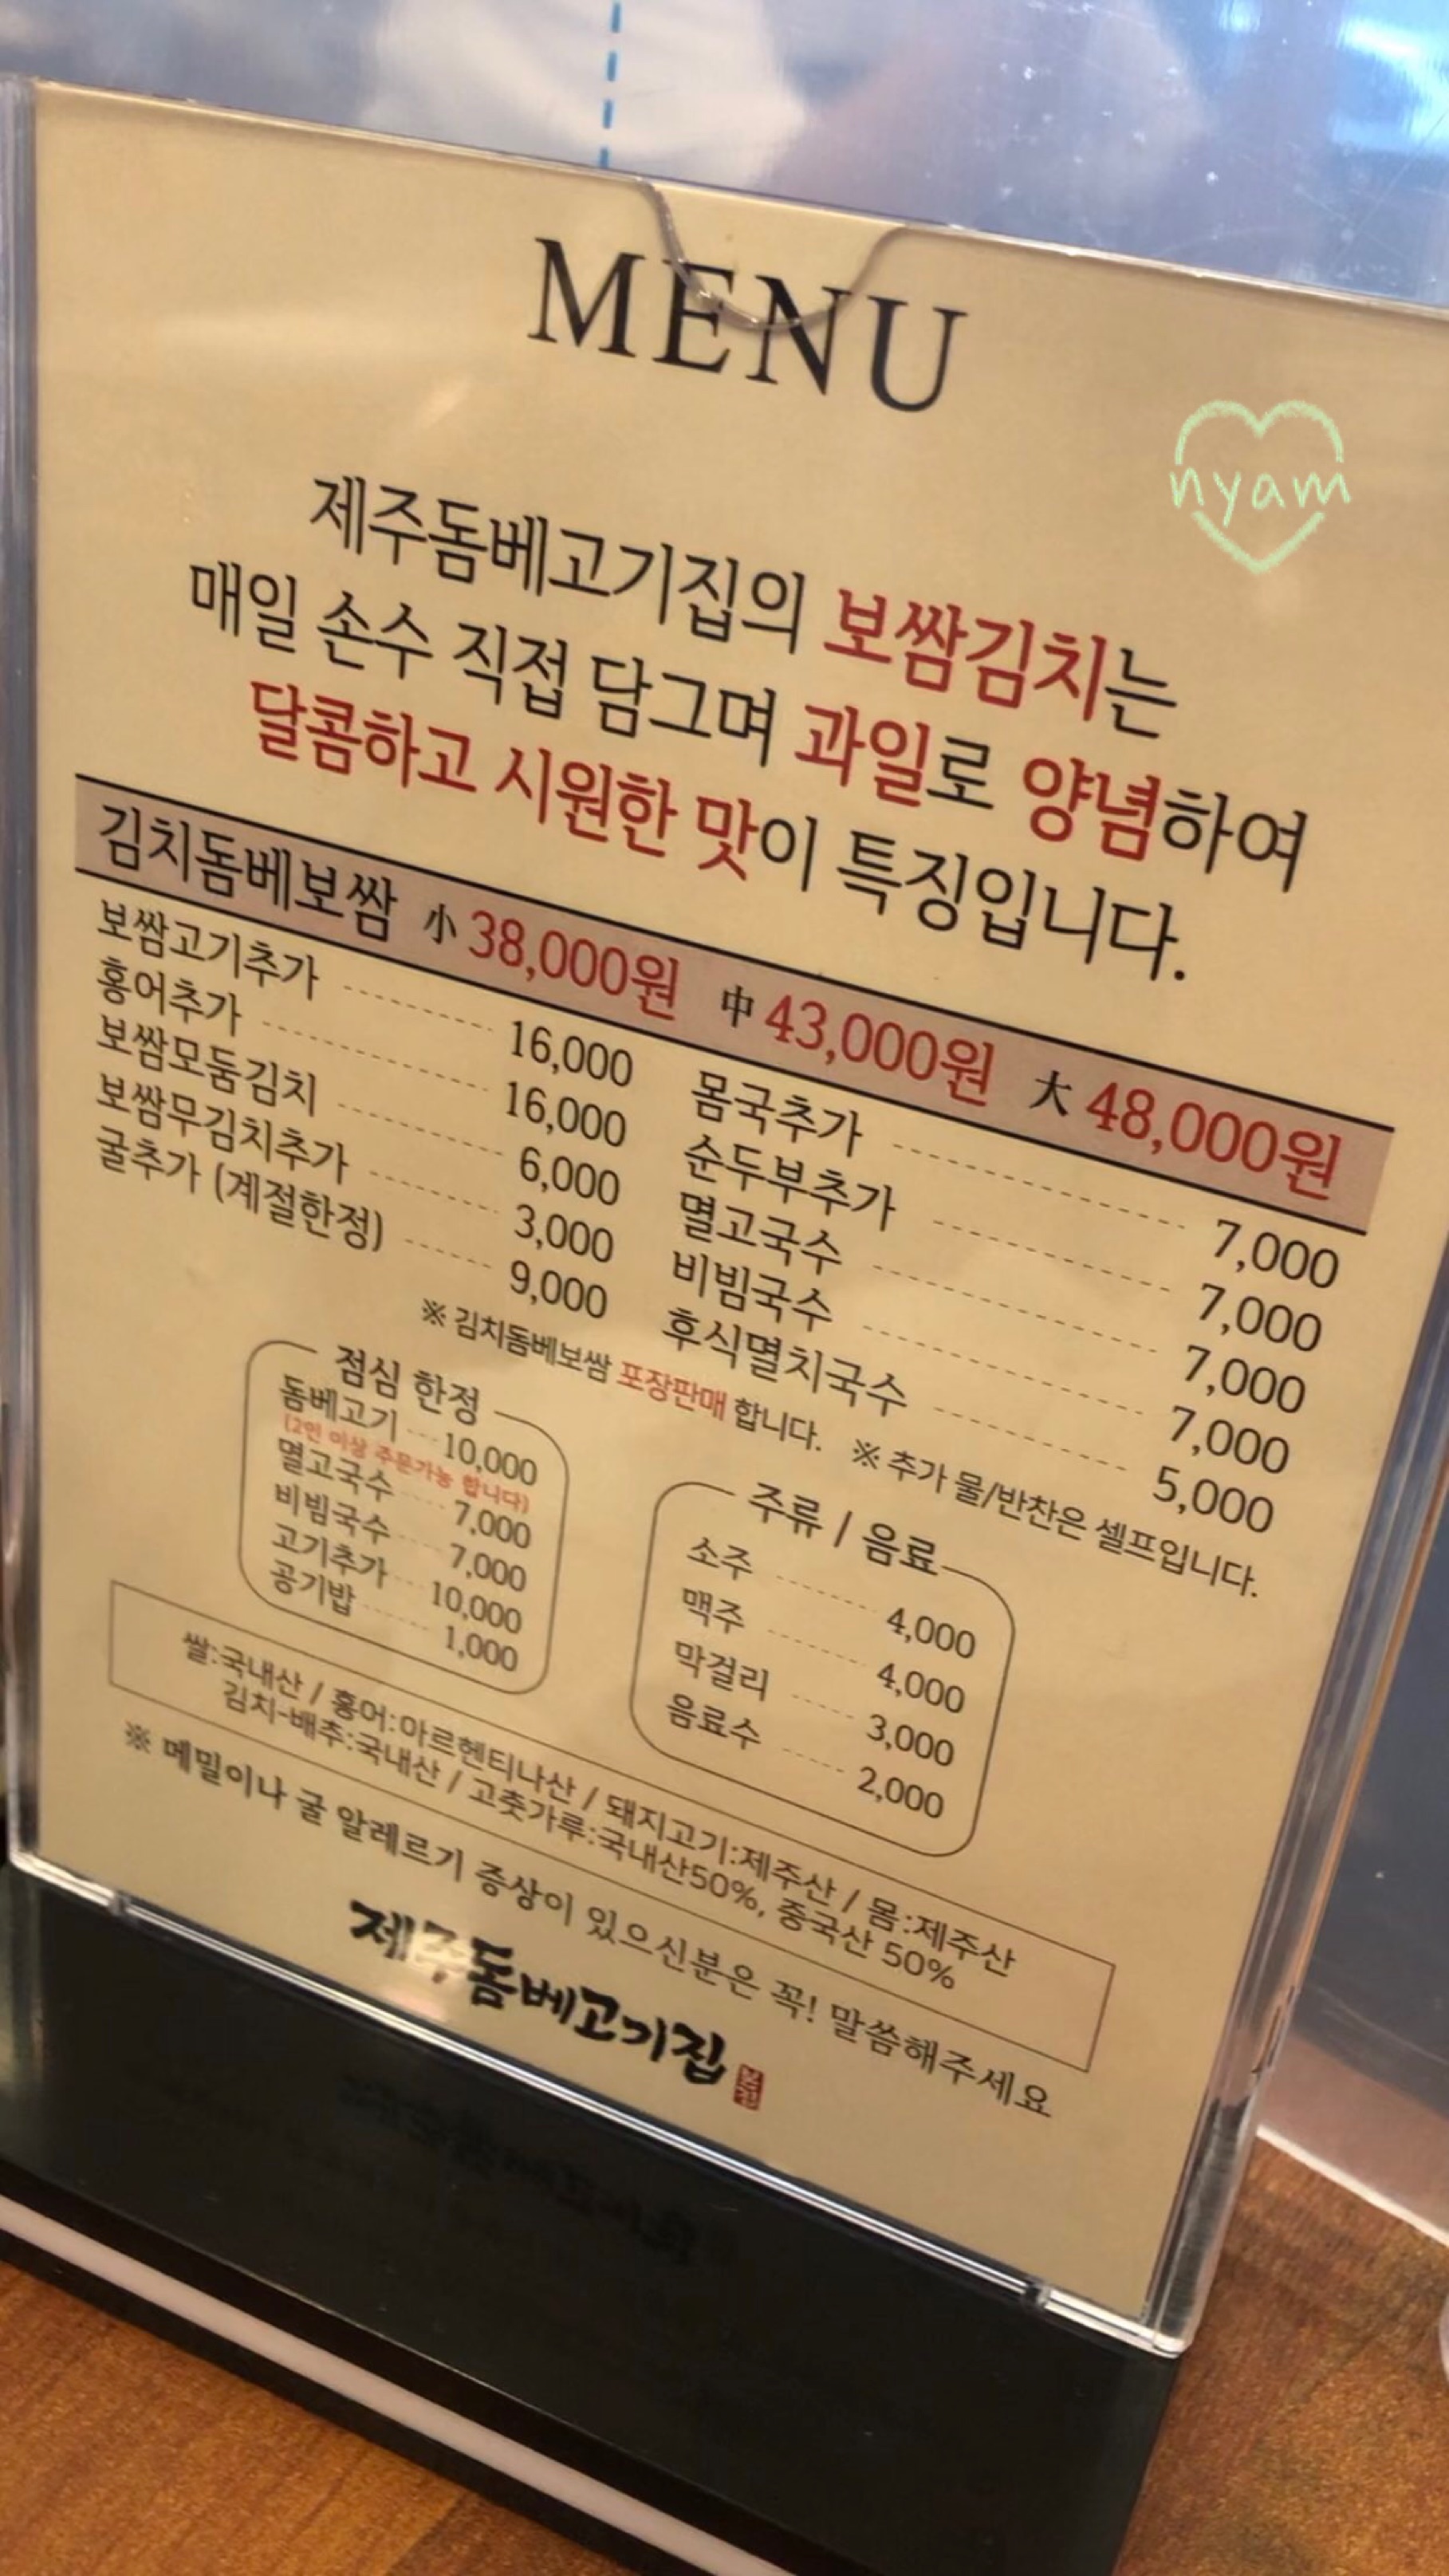 MENU
nyam
제주돔베고기집의 보쌈김치는
매일 손수 직접 담그며 과일로 양념하여
달콤하고 시원한 맛이 특징입니다.
김치돔베보쌈 小 38,000원 中 43,000원 大 48,000원
보쌈고기추가 16,000
홍어추가 16,000
보쌈모둠김치 6,000
보쌈무김치추가 3,000
굴추가 (계절한정) 9,000
몸국추가 7,000
순두부추가 7,000
멸고국수 7,000
비빔국수 7,000
후식멸치국수 5,000
※ 김치돔베보쌈 포장판매 합니다. ※ 추가 물/반찬은 셀프입니다.
점심 한정
돔베고기 10,000
(2인 이상 주문가능 합니다)
멸고국수 7,000
비빔국수 7,000
고기추가 10,000
공기밥 1,000
주류 / 음료
소주 4,000
맥주 4,000
막걸리 3,000
음료수 2,000
쌀:국내산 / 홍어:아르헨티나산 / 돼지고기:제주산 / 몸:제주산
김치-배추:국내산 / 고춧가루:국내산50%, 중국산 50%
※ 메밀이나 굴 알레르기 증상이 있으신분은 꼭! 말씀해주세요
제주돔베고기집
본점